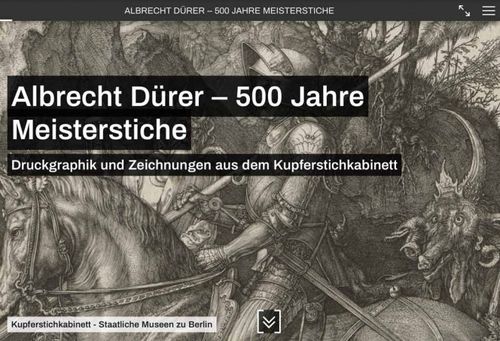 ALBRECHT DÜRER – 500 JAHRE MEISTERSTICHE
Albrecht Dürer – 500 Jahre
Meisterstiche
Druckgraphik und Zeichnungen aus dem Kupferstichkabinett
Kupferstichkabinett - Staatliche Museen zu Berlin